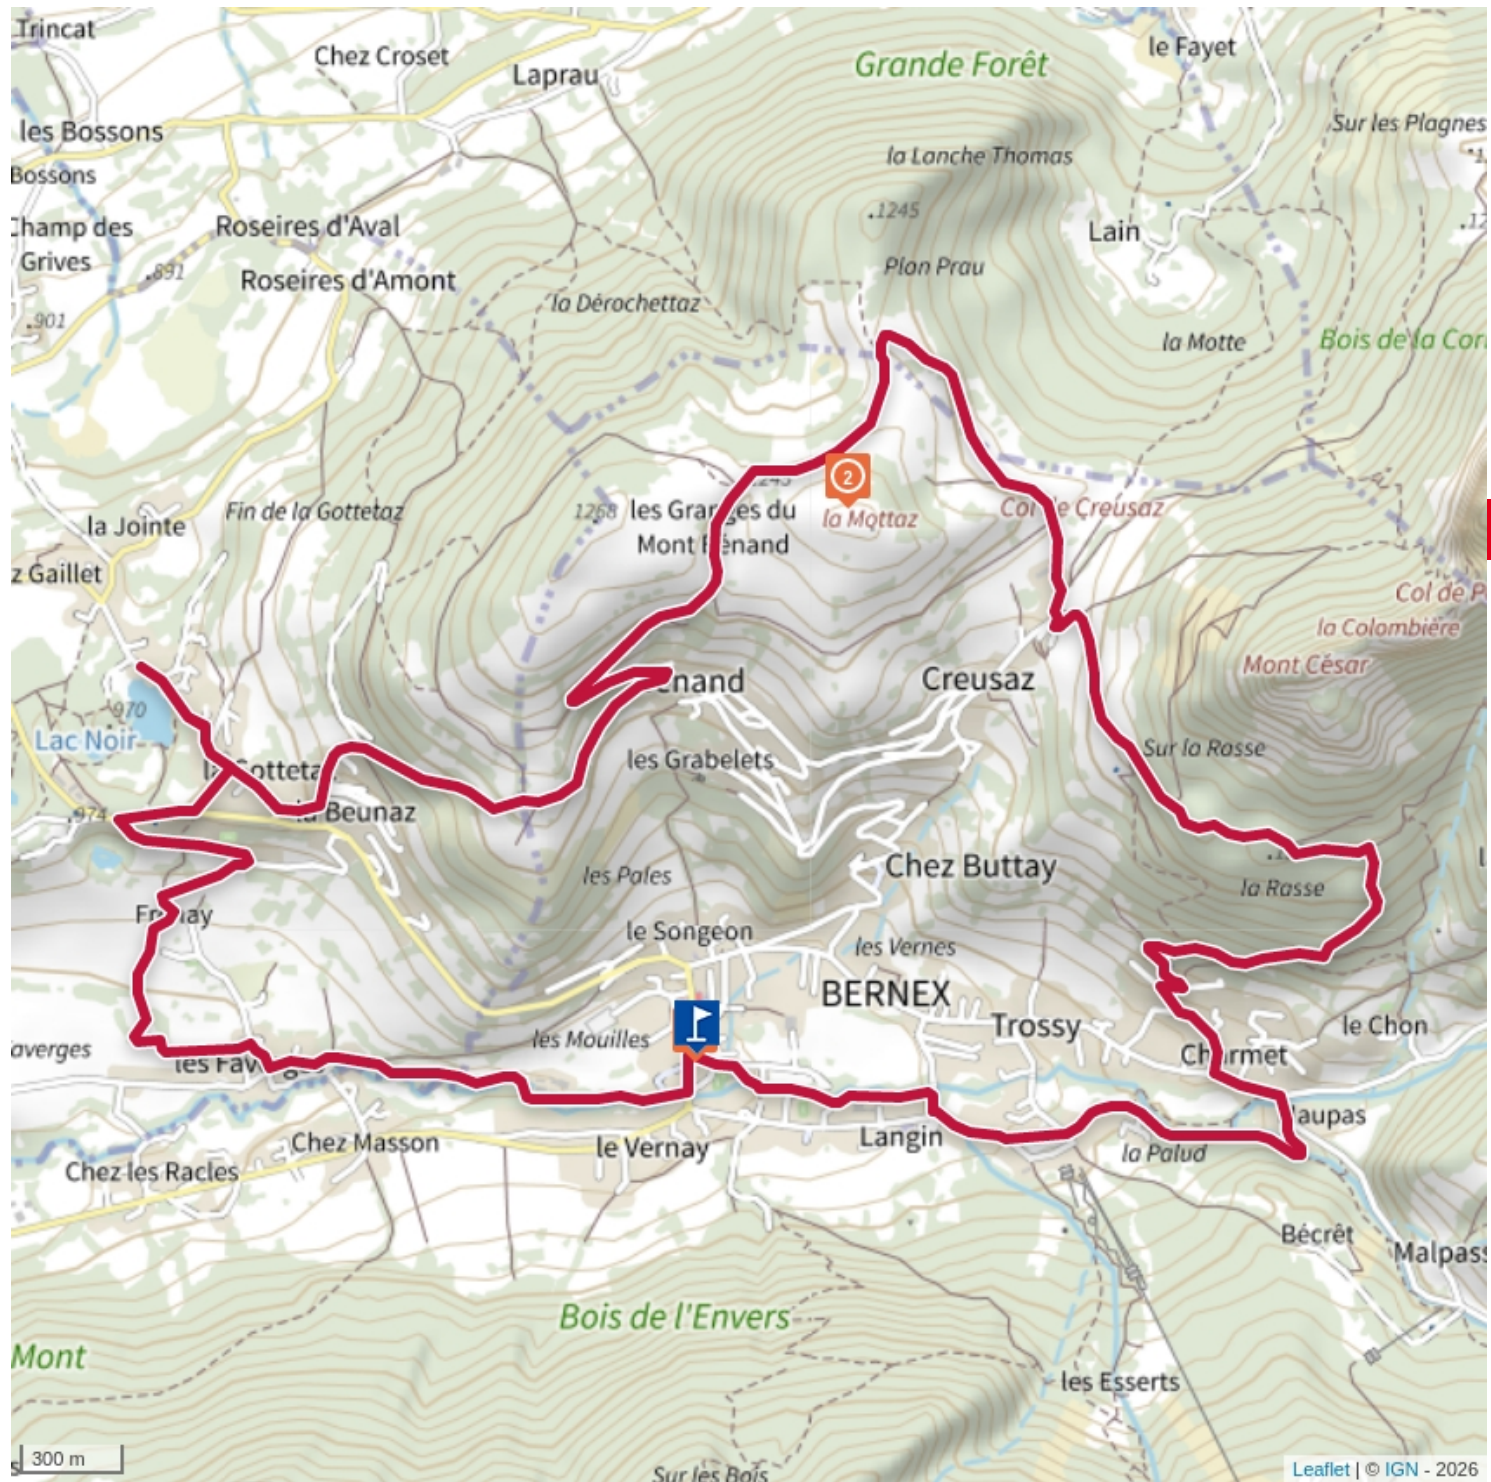 Trincat
Chez Croset
Laprau
Grande Forêt
le Fayet
les Bossons
Bossons
Sur les Plagnes
la Lanche Thomas
.1245
Champ des
Grives
Roseires d'Aval
Lain
.891
Roseires d'Amont
Plon Prau
la Dérochettaz
.901
la Motte
Bois de la Cor
1268
les Granges du
Mont Bénand
2
la Mottaz
Col de Creusaz
la Jointe
Fin de la Gottetaz
z Gaillet
Col de P
la Colombière
Mont César
970
Lac Noir
Creusaz
enand
les Grabelets
Sur la Rasse
.974
la Beunaz
les Pales
Chez Buttay
la Rasse
le Songeon
les Vernes
BERNEX
Trossy
le Chon
Charmet
les Mouilles
averges
Chez Masson
le Vernay
Langin
la Palud
Chez les Racles
Bécrêt
Malpass
Bois de l'Envers
Mont
les Esserts
Sur les Bois
300 m
Leaflet | © IGN - 2026